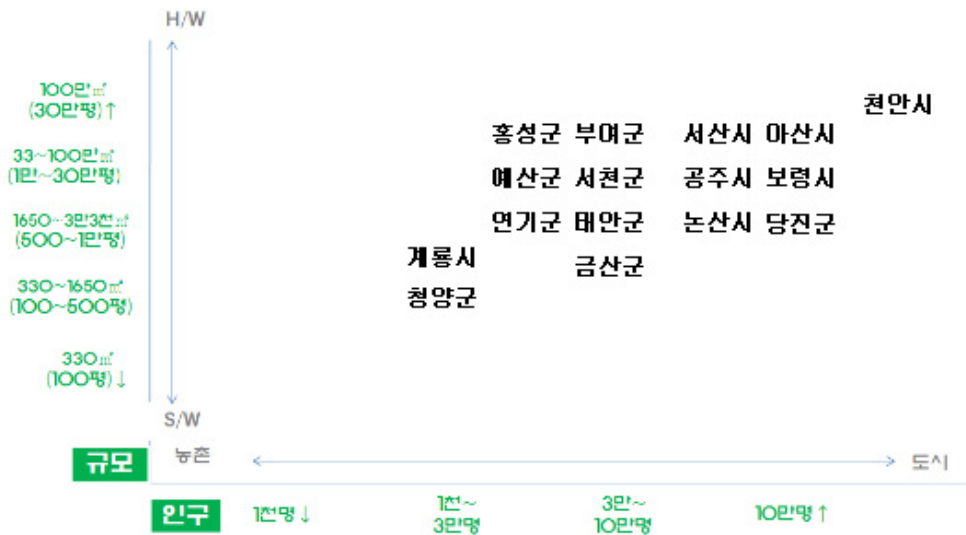 H/W
100만㎡
(30만평)↑
천안시
홍성군 부여군 서산시 아산시
33~100만㎡
(1만~30만평)
예산군 서천군 공주시 보령시
1650~3만3천㎡
(500~1만평)
연기군 태안군 논산시 당진군
계룡시 금산군
330~1650㎡
(100~500평)
청양군
330㎡
(100평)↓
S/W
규모 농촌 도시
인구 1천명↓ 1천~
3만명 3만~
10만명 10만명↑